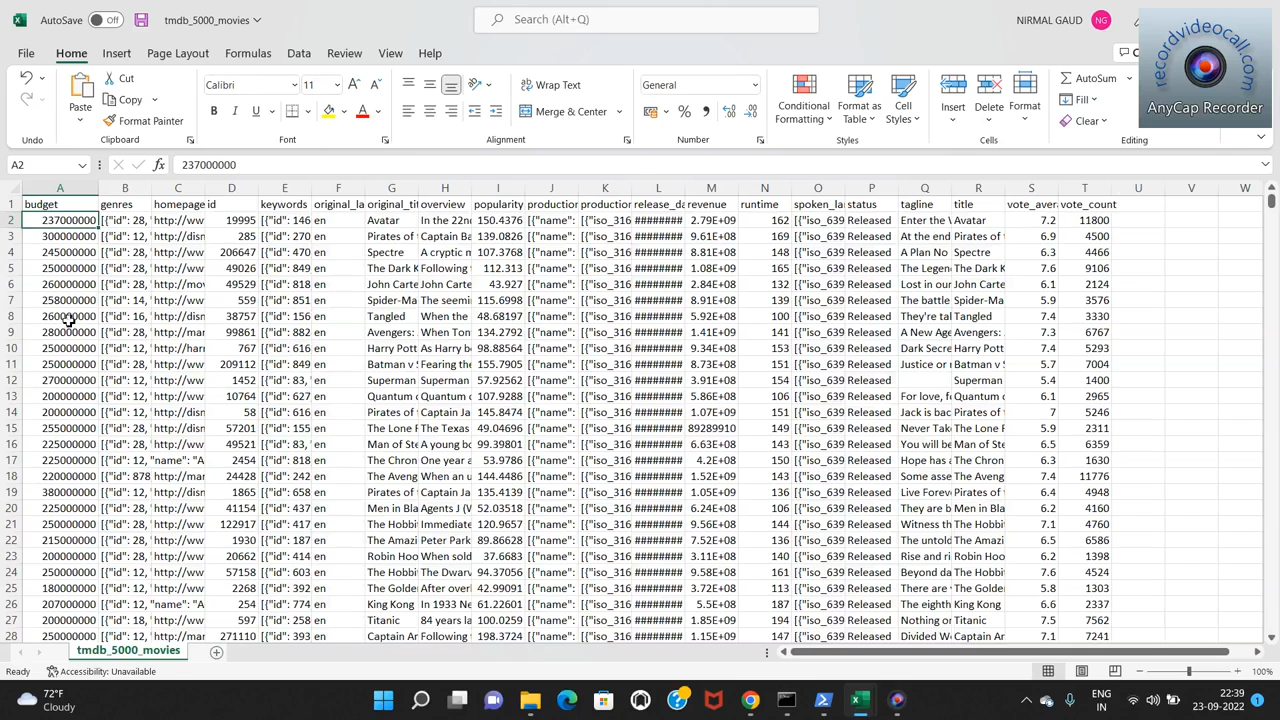 AutoSave Off tmdb_5000_movies Search (Alt+Q) NIRMAL GAUD NG
File Home Insert Page Layout Formulas Data Review View Help
recordvideocall.com
AnyCap Recorder
Cut
Copy
Format Painter
Paste
Calibri 11
B I U
Wrap Text
Merge & Center
General
Conditional Formatting
Format as Table
Cell Styles
Insert Delete Format
AutoSum
Fill
Clear
Undo Clipboard Font Alignment Number Styles Cells Editing
A2 fx 237000000
A B C D E F G H I J K L M N O P Q R S T U V W
1 budget genres homepage id keywords original_la original_tit overview popularity production production release_da revenue runtime spoken_la status tagline title vote_avera vote_count
2 237000000 [{"id": 28, http://ww 19995 [{"id": 146 en Avatar In the 22n 150.4376 [{"name": [{"iso_316 ######## 2.79E+09 162 [{"iso_639 Released Enter the W Avatar 7.2 11800
3 300000000 [{"id": 12, http://disn 285 [{"id": 270 en Pirates of Captain Ba 139.0826 [{"name": [{"iso_316 ######## 9.61E+08 169 [{"iso_639 Released At the end Pirates of 6.9 4500
4 245000000 [{"id": 28, http://ww 206647 [{"id": 470 en Spectre A cryptic m 107.3768 [{"name": [{"iso_316 ######## 8.81E+08 148 [{"iso_639 Released A Plan No Spectre 6.3 4466
5 250000000 [{"id": 28, http://ww 49026 [{"id": 849 en The Dark K Following 112.313 [{"name": [{"iso_316 ######## 1.08E+09 165 [{"iso_639 Released The Legen The Dark K 7.6 9106
6 260000000 [{"id": 28, http://mov 49529 [{"id": 818 en John Carte John Carte 43.927 [{"name": [{"iso_316 ######## 2.84E+08 132 [{"iso_639 Released Lost in our John Carte 6.1 2124
7 258000000 [{"id": 14, http://ww 559 [{"id": 851 en Spider-Ma The seemin 115.6998 [{"name": [{"iso_316 ######## 8.91E+08 139 [{"iso_639 Released The battle Spider-Ma 5.9 3576
8 260000000 [{"id": 16, http://disn 38757 [{"id": 156 en Tangled When the 48.68197 [{"name": [{"iso_316 ######## 5.92E+08 100 [{"iso_639 Released They're tal Tangled 7.4 3330
9 280000000 [{"id": 28, http://mar 99861 [{"id": 882 en Avengers: When Ton 134.2792 [{"name": [{"iso_316 ######## 1.41E+09 141 [{"iso_639 Released A New Age Avengers: 7.3 6767
10 250000000 [{"id": 12, http://harr 767 [{"id": 616 en Harry Pott As Harry b 98.88564 [{"name": [{"iso_316 ######## 9.34E+08 153 [{"iso_639 Released Dark Secre Harry Pott 7.4 5293
11 250000000 [{"id": 28, http://ww 209112 [{"id": 849 en Batman v Fearing the 155.7905 [{"name": [{"iso_316 ######## 8.73E+08 151 [{"iso_639 Released Justice or Batman v S 5.7 7004
12 270000000 [{"id": 12, http://ww 1452 [{"id": 83, en Superman Superman 57.92562 [{"name": [{"iso_316 ######## 3.91E+08 154 [{"iso_639 Released Superman 5.4 1400
13 200000000 [{"id": 12, http://ww 10764 [{"id": 627 en Quantum o Quantum o 107.9288 [{"name": [{"iso_316 ######## 5.86E+08 106 [{"iso_639 Released For love, f Quantum o 6.1 2965
14 200000000 [{"id": 12, http://disn 58 [{"id": 616 en Pirates of Captain Ja 145.8474 [{"name": [{"iso_316 ######## 1.07E+09 151 [{"iso_639 Released Jack is bac Pirates of 7 5246
15 255000000 [{"id": 28, http://disn 57201 [{"id": 155 en The Lone R The Texas 49.04696 [{"name": [{"iso_316 ######## 89289910 149 [{"iso_639 Released Never Take The Lone F 5.9 2311
16 225000000 [{"id": 28, http://ww 49521 [{"id": 83, en Man of Ste A young bo 99.39801 [{"name": [{"iso_316 ######## 6.63E+08 143 [{"iso_639 Released You will be Man of Ste 6.5 6359
17 225000000 [{"id": 12, "name": "A 2454 [{"id": 818 en The Chron One year a 53.9786 [{"name": [{"iso_316 ######## 4.2E+08 150 [{"iso_639 Released Hope has a The Chron 6.3 1630
18 220000000 [{"id": 878 http://mar 24428 [{"id": 242 en The Aveng When an u 144.4486 [{"name": [{"iso_316 ######## 1.52E+09 143 [{"iso_639 Released Some asse The Aveng 7.4 11776
19 380000000 [{"id": 12, http://disn 1865 [{"id": 658 en Pirates of Captain Ja 135.4139 [{"name": [{"iso_316 ######## 1.05E+09 136 [{"iso_639 Released Live Forev Pirates of 6.4 4948
20 225000000 [{"id": 28, http://ww 41154 [{"id": 437 en Men in Bla Agents J (W 52.03518 [{"name": [{"iso_316 ######## 6.24E+08 106 [{"iso_639 Released They are b Men in Bla 6.2 4160
21 250000000 [{"id": 28, http://ww 122917 [{"id": 417 en The Hobbit Immediate 120.9657 [{"name": [{"iso_316 ######## 9.56E+08 144 [{"iso_639 Released Witness th The Hobbit 7.1 4760
22 215000000 [{"id": 28, http://ww 1930 [{"id": 187 en The Amazi Peter Parke 89.86628 [{"name": [{"iso_316 ######## 7.52E+08 136 [{"iso_639 Released The untold The Amazi 6.5 6586
23 200000000 [{"id": 28, http://ww 20662 [{"id": 414 en Robin Hoo When sold 37.6683 [{"name": [{"iso_316 ######## 3.11E+08 140 [{"iso_639 Released Rise and ri Robin Hoo 6.2 1398
24 250000000 [{"id": 12, http://ww 57158 [{"id": 603 en The Hobbit The Dwarv 94.37056 [{"name": [{"iso_316 ######## 9.58E+08 161 [{"iso_639 Released Beyond da The Hobbit 7.6 4524
25 180000000 [{"id": 12, http://ww 2268 [{"id": 392 en The Golde After overh 42.99091 [{"name": [{"iso_316 ######## 3.72E+08 113 [{"iso_639 Released There are The Golde 5.8 1303
26 207000000 [{"id": 12, "name": "A 254 [{"id": 774 en King Kong In 1933 Ne 61.22601 [{"name": [{"iso_316 ######## 5.5E+08 187 [{"iso_639 Released The eighth King Kong 6.6 2337
27 200000000 [{"id": 18, http://ww 597 [{"id": 258 en Titanic 84 years la 100.0259 [{"name": [{"iso_316 ######## 1.85E+09 194 [{"iso_639 Released Nothing on Titanic 7.5 7562
28 250000000 [{"id": 12, http://mar 271110 [{"id": 393 en Captain Am Following 198.3724 [{"name": [{"iso_316 ######## 1.15E+09 147 [{"iso_639 Released Divided W Captain Ar 7.1 7241
tmdb_5000_movies
Ready Accessibility: Unavailable 100%
72°F
Cloudy
ENG
IN
22:39
23-09-2022